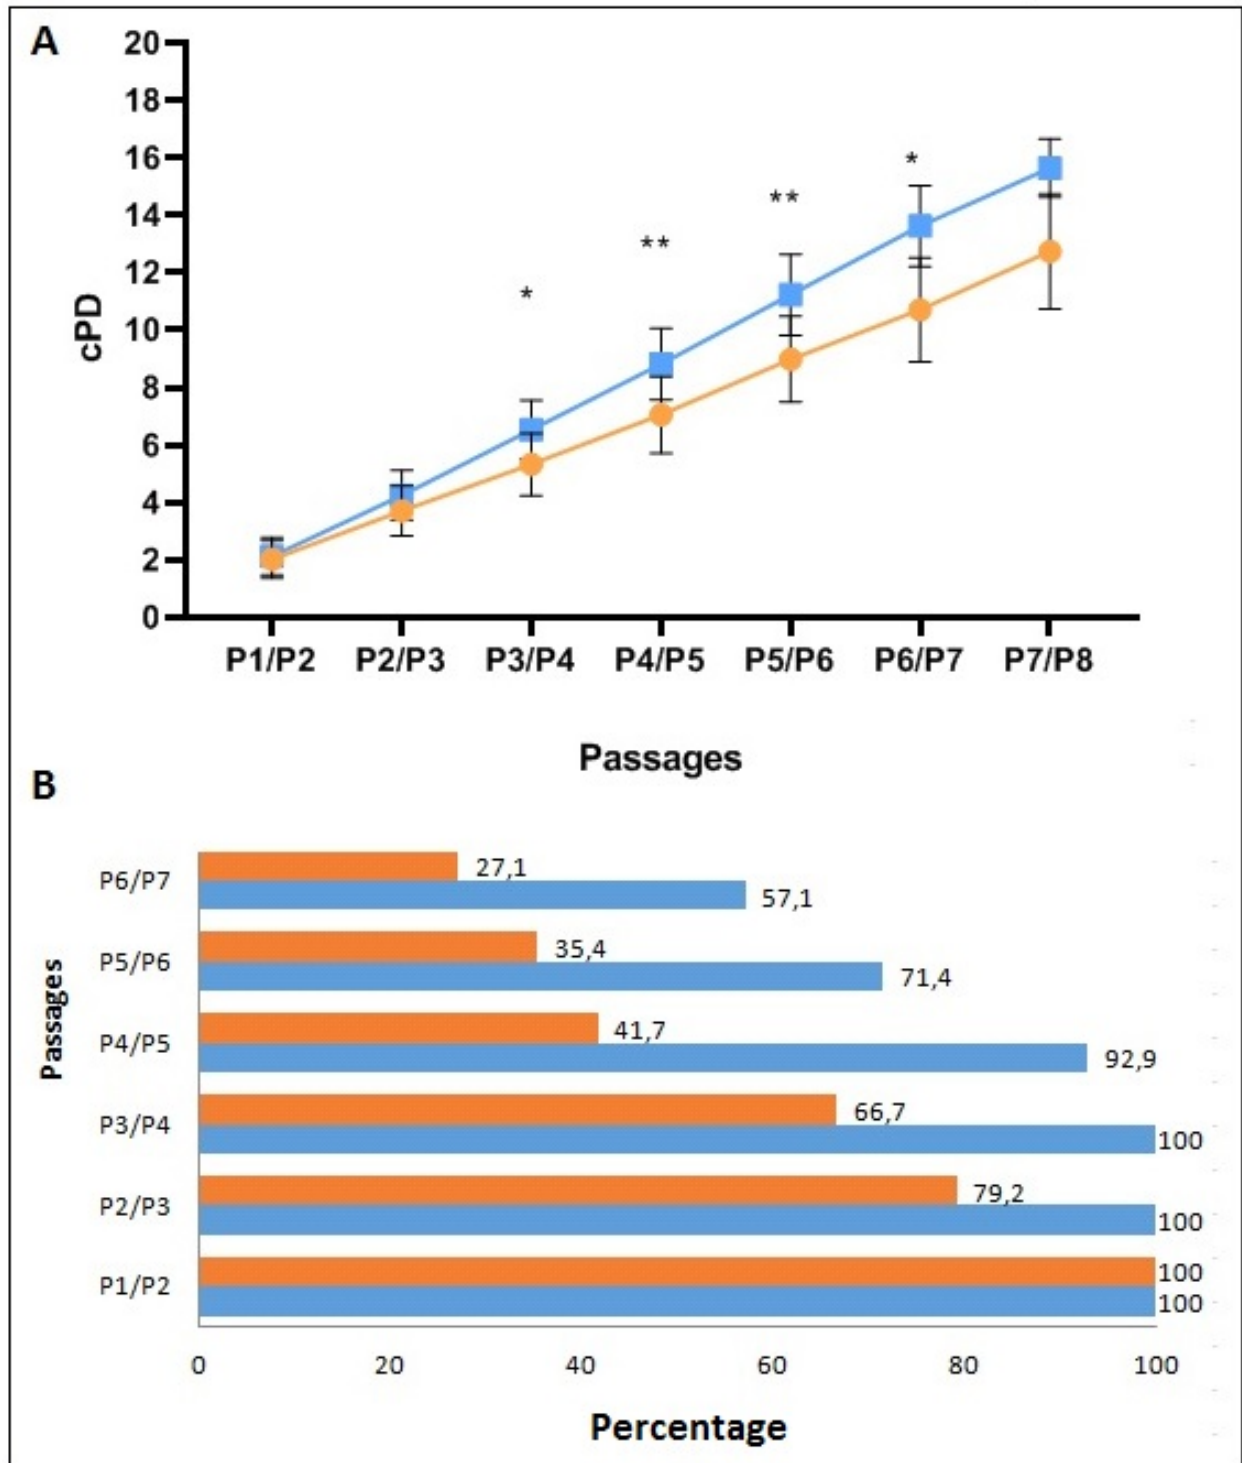 A
20
18
16
14
12
10
8
6
4
2
0
cPD
*
**
**
*
P1/P2 P2/P3 P3/P4 P4/P5 P5/P6 P6/P7 P7/P8
Passages
B
Passages
P6/P7
27,1
57,1
P5/P6
35,4
71,4
P4/P5
41,7
92,9
P3/P4
66,7
100
P2/P3
79,2
100
P1/P2
100
100
0 20 40 60 80 100
Percentage